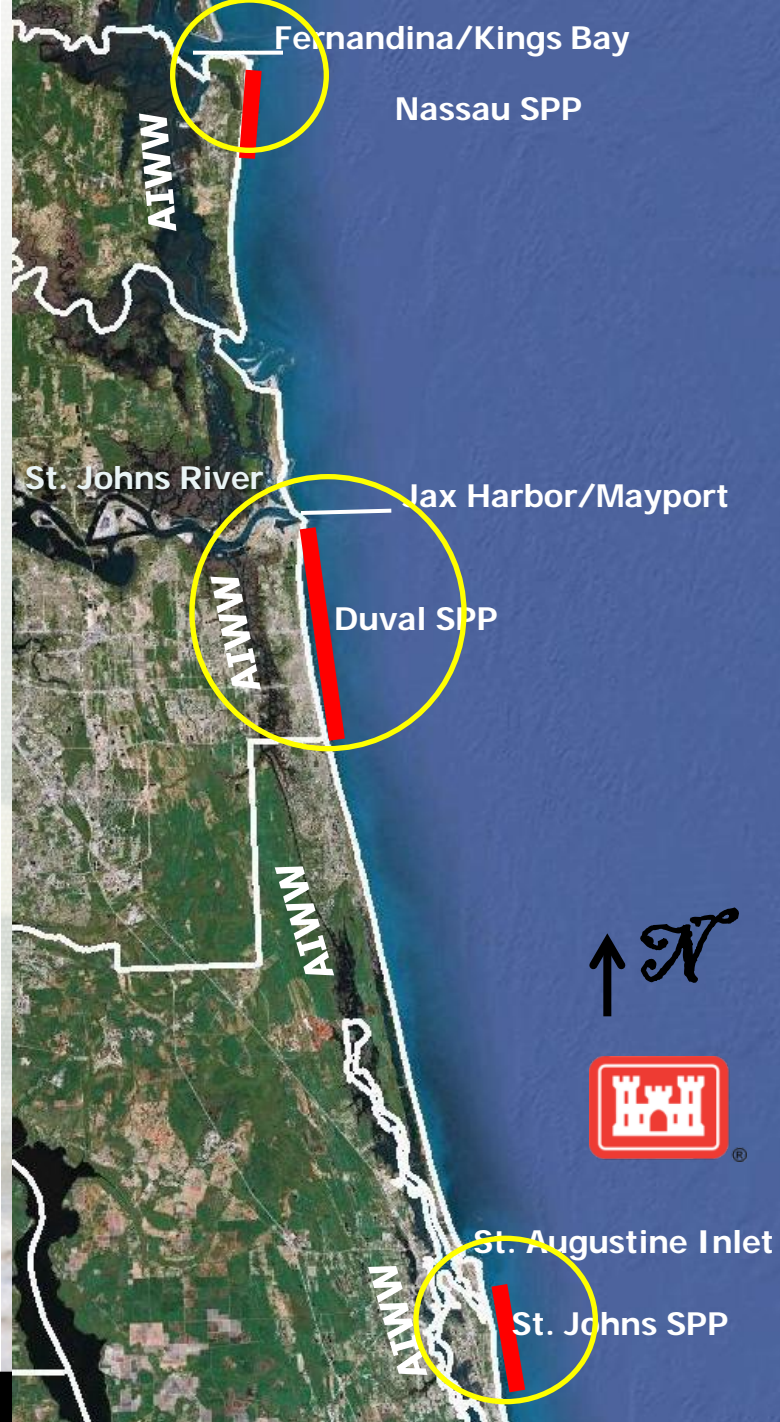 Fernandina/Kings Bay
Nassau SPP
AIWW
St. Johns River
Jax Harbor/Mayport
AIWW
Duval SPP
AIWW
N
®
St. Augustine Inlet
AIWW
St. Johns SPP